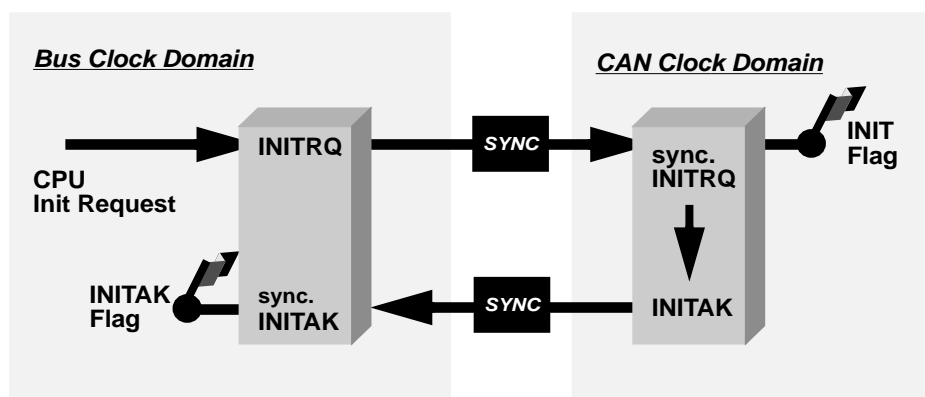 Bus Clock Domain
CAN Clock Domain
CPU
Init Request
INITRQ
SYNC
sync.
INITRQ
INIT
Flag
INITAK
Flag
sync.
INITAK
SYNC
INITAK